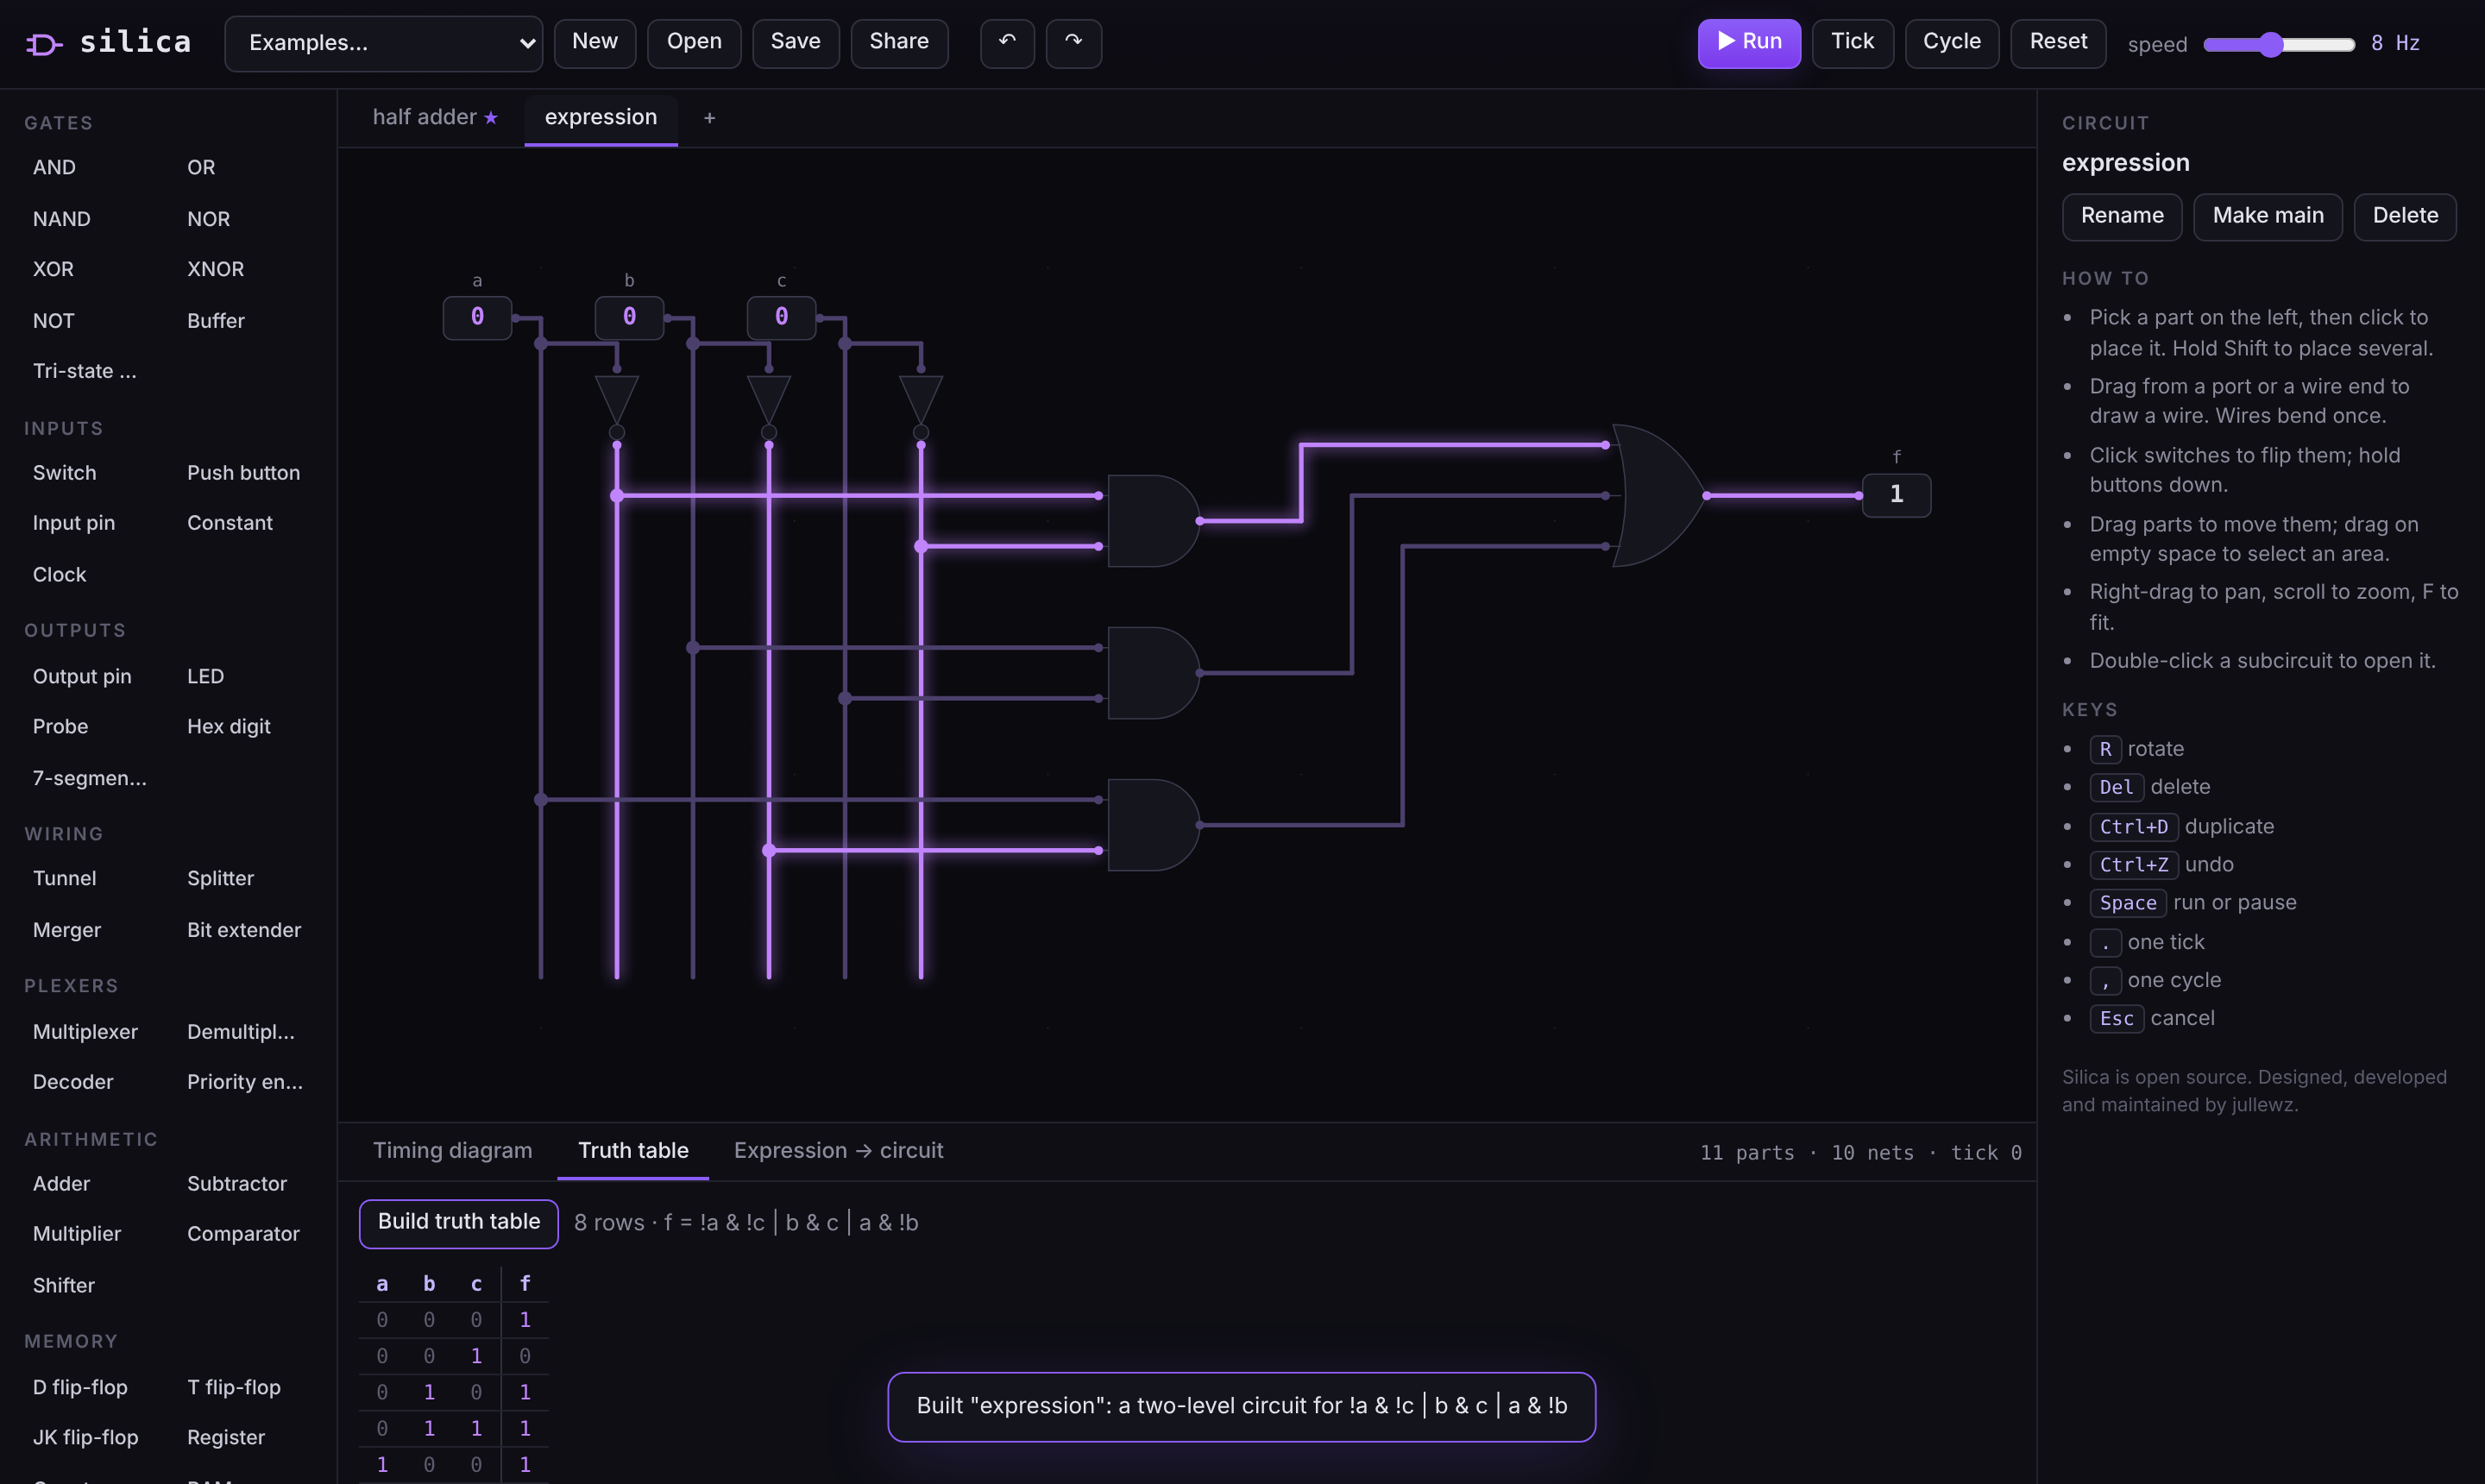 silica
Examples...
New
Open
Save
Share
↶
↷
▶ Run
Tick
Cycle
Reset
speed
8 Hz
GATES
AND OR
NAND NOR
XOR XNOR
NOT Buffer
Tri-state ...
INPUTS
Switch Push button
Input pin Constant
Clock
OUTPUTS
Output pin LED
Probe Hex digit
7-segmen...
WIRING
Tunnel Splitter
Merger Bit extender
PLEXERS
Multiplexer Demultipl...
Decoder Priority en...
ARITHMETIC
Adder Subtractor
Multiplier Comparator
Shifter
MEMORY
D flip-flop T flip-flop
JK flip-flop Register
half adder ★ expression +
a b c
0 0 0
f
1
Timing diagram Truth table Expression → circuit
11 parts · 10 nets · tick 0
Build truth table 8 rows · f = !a & !c | b & c | a & !b
a b c f
0 0 0 1
0 0 1 0
0 1 0 1
0 1 1 1
1 0 0 1
Built "expression": a two-level circuit for !a & !c | b & c | a & !b
CIRCUIT
expression
Rename Make main Delete
HOW TO
• Pick a part on the left, then click to
place it. Hold Shift to place several.
• Drag from a port or a wire end to
draw a wire. Wires bend once.
• Click switches to flip them; hold
buttons down.
• Drag parts to move them; drag on
empty space to select an area.
• Right-drag to pan, scroll to zoom, F to
fit.
• Double-click a subcircuit to open it.
KEYS
• R rotate
• Del delete
• Ctrl+D duplicate
• Ctrl+Z undo
• Space run or pause
• . one tick
• , one cycle
• Esc cancel
Silica is open source. Designed, developed
and maintained by jullewz.